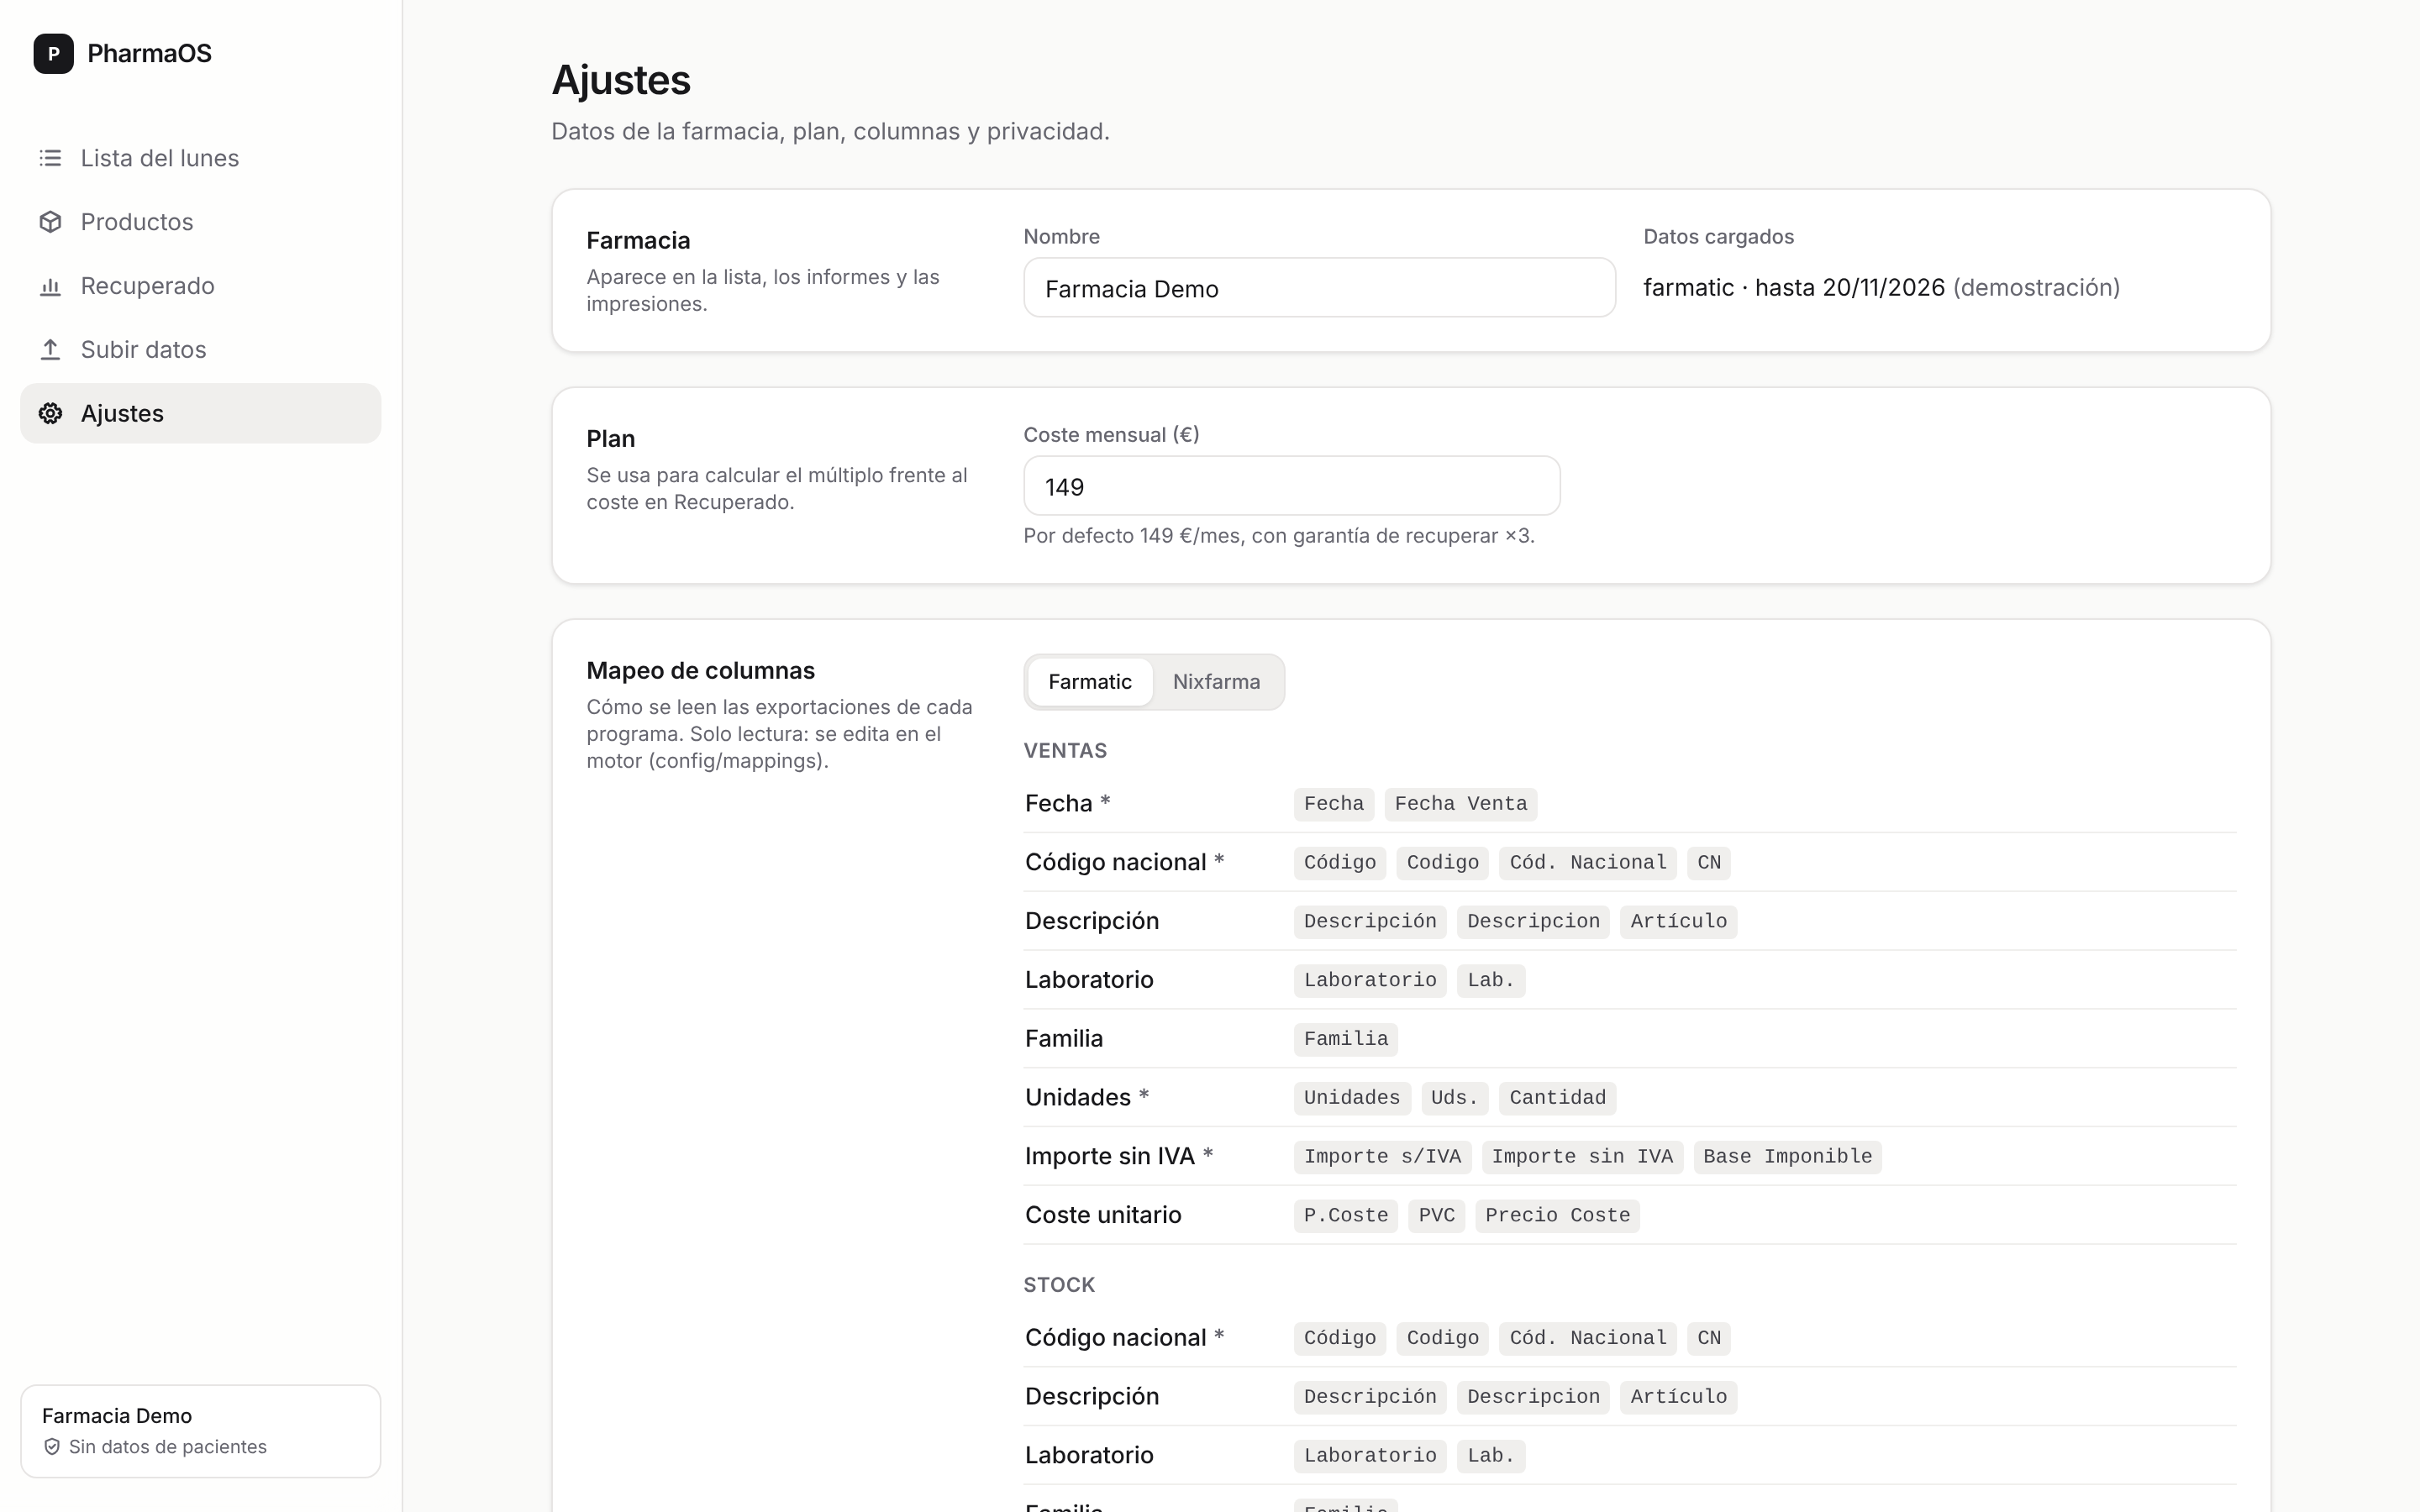 P PharmaOS
Lista del lunes
Productos
Recuperado
Subir datos
Ajustes
Farmacia Demo
Sin datos de pacientes
Ajustes
Datos de la farmacia, plan, columnas y privacidad.
Farmacia
Aparece en la lista, los informes y las
impresiones.
Nombre
Farmacia Demo
Datos cargados
farmatic · hasta 20/11/2026 (demostración)
Plan
Se usa para calcular el múltiplo frente al
coste en Recuperado.
Coste mensual (€)
149
Por defecto 149 €/mes, con garantía de recuperar ×3.
Mapeo de columnas
Cómo se leen las exportaciones de cada
programa. Solo lectura: se edita en el
motor (config/mappings).
Farmatic Nixfarma
VENTAS
Fecha * Fecha Fecha Venta
Código nacional * Código Codigo Cód. Nacional CN
Descripción Descripción Descripcion Artículo
Laboratorio Laboratorio Lab.
Familia Familia
Unidades * Unidades Uds. Cantidad
Importe sin IVA * Importe s/IVA Importe sin IVA Base Imponible
Coste unitario P.Coste PVC Precio Coste
STOCK
Código nacional * Código Codigo Cód. Nacional CN
Descripción Descripción Descripcion Artículo
Laboratorio Laboratorio Lab.
Familia Familia